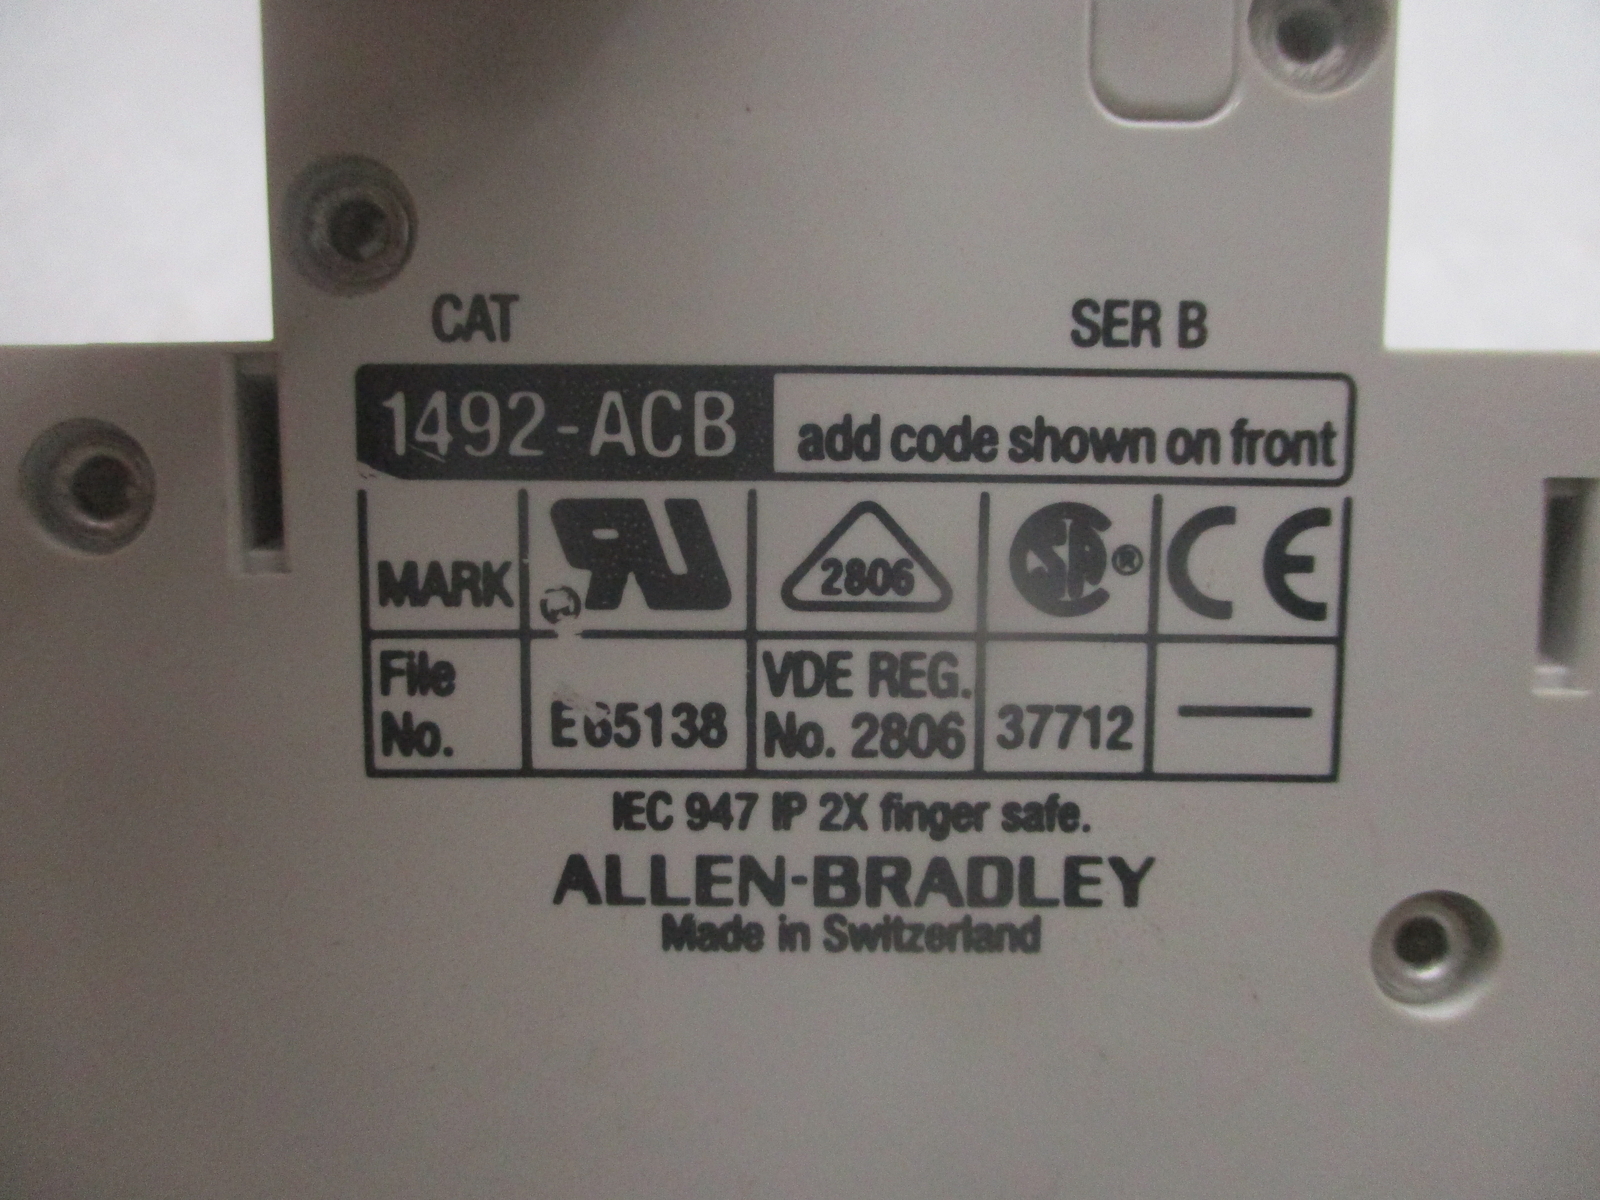 CAT SER B
1492-ACB add code shown on front
MARK 2806 ® CE
File No. E65138 VDE REG. No. 2806 37712
IEC 947 IP 2X finger safe.
ALLEN-BRADLEY
Made in Switzerland